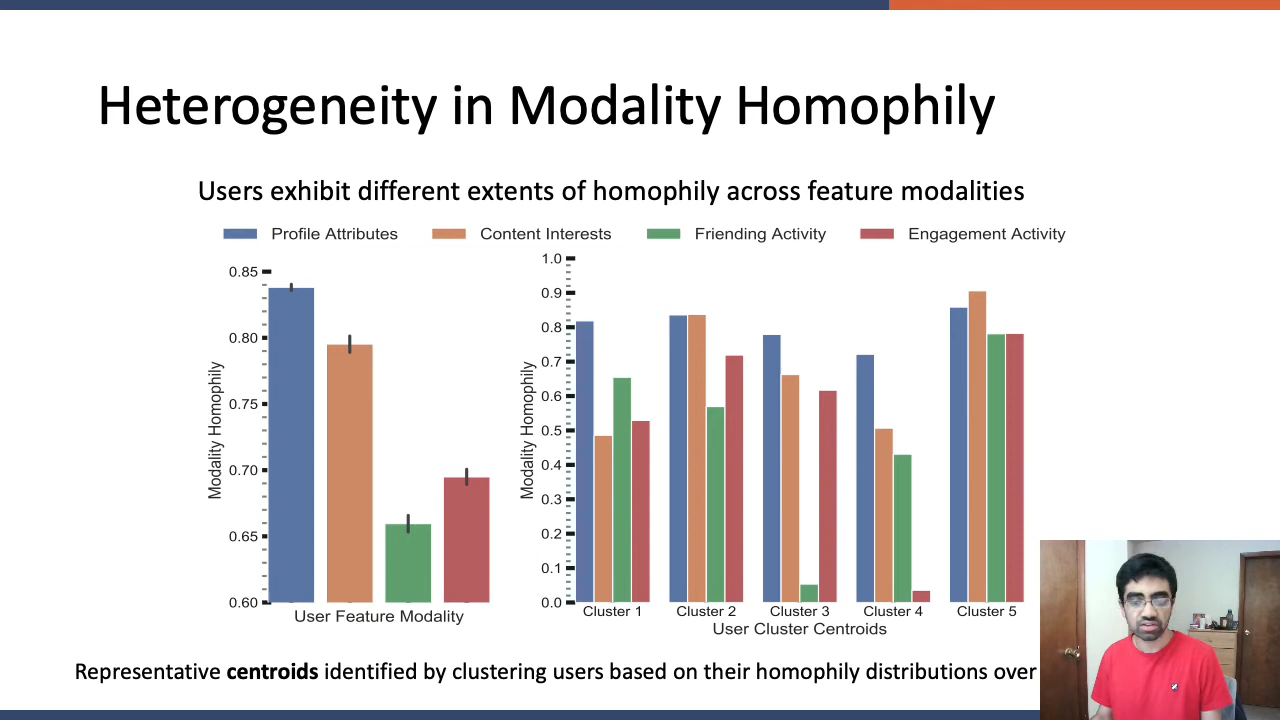 Heterogeneity in Modality Homophily
Users exhibit different extents of homophily across feature modalities
Profile Attributes Content Interests Friending Activity Engagement Activity
Modality Homophily
0.85
0.80
0.75
0.70
0.65
0.60
User Feature Modality
Modality Homophily
1.0
0.9
0.8
0.7
0.6
0.5
0.4
0.3
0.2
0.1
0.0
Cluster 1 Cluster 2 Cluster 3 Cluster 4 Cluster 5
User Cluster Centroids
Representative centroids identified by clustering users based on their homophily distributions over